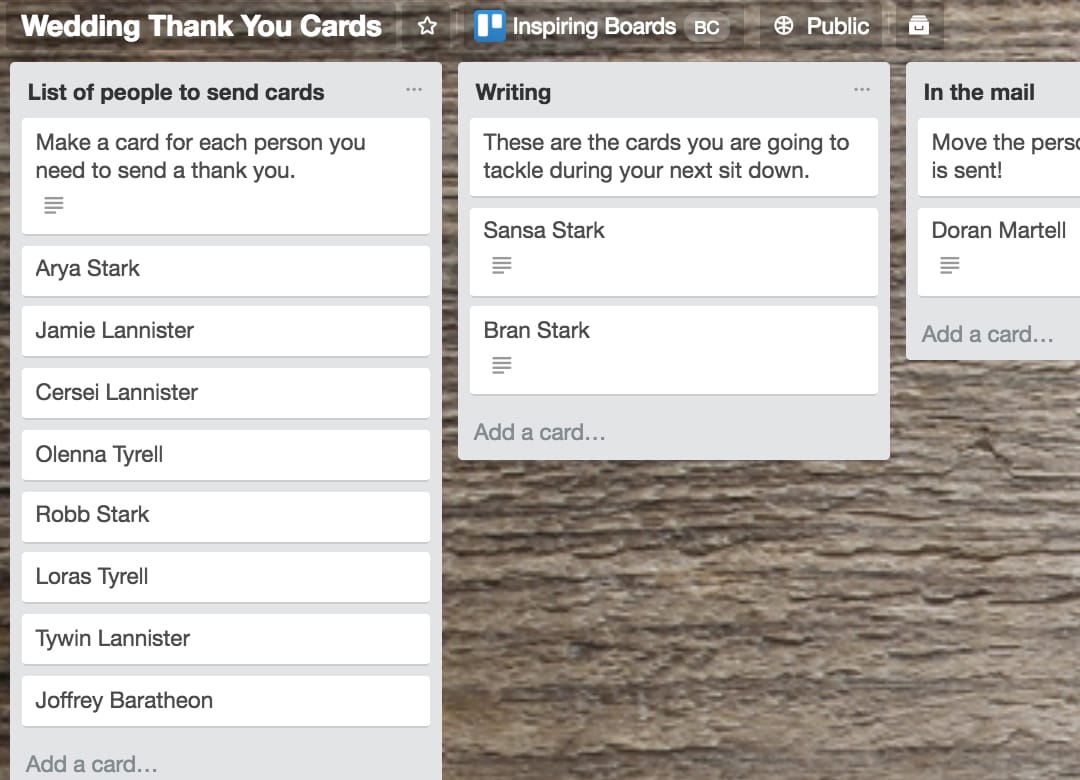 Wedding Thank You Cards Inspiring Boards BC Public
List of people to send cards
Make a card for each person you
need to send a thank you.
Arya Stark
Jamie Lannister
Cersei Lannister
Olenna Tyrell
Robb Stark
Loras Tyrell
Tywin Lannister
Joffrey Baratheon
Add a card…
Writing
These are the cards you are going to
tackle during your next sit down.
Sansa Stark
Bran Stark
Add a card…
In the mail
Move the
is sent!
Doran Martell
Add a card…